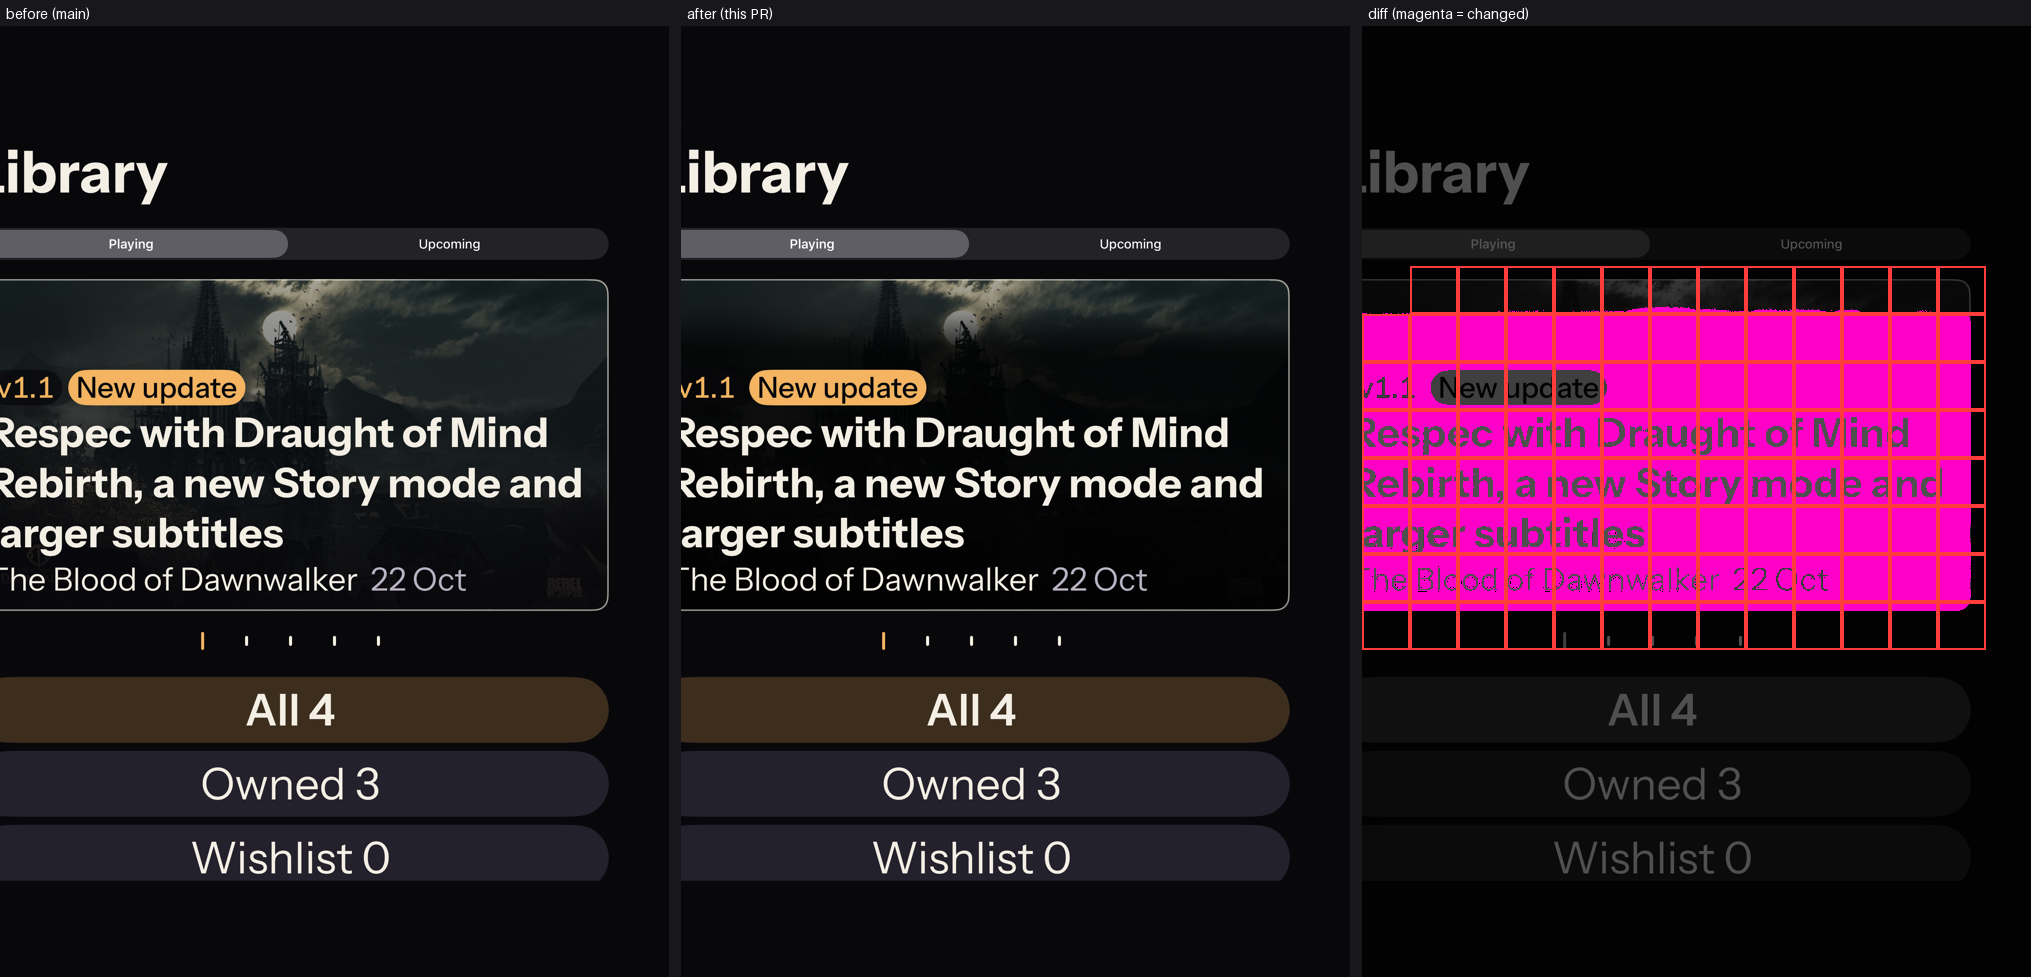 before (main)
ibrary
Playing Upcoming
v1.1 New update
Respec with Draught of Mind
Rebirth, a new Story mode and
arger subtitles
The Blood of Dawnwalker 22 Oct
All 4
Owned 3
Wishlist 0
after (this PR)
Library
Playing Upcoming
v1.1 New update
Respec with Draught of Mind
Rebirth, a new Story mode and
arger subtitles
The Blood of Dawnwalker 22 Oct
All 4
Owned 3
Wishlist 0
diff (magenta = changed)
Library
Playing Upcoming
v1.1 New update
Respec with Draught of Mind
Rebirth, a new Story mode and
arger subtitles
The Blood of Dawnwalker 22 Oct
All 4
Owned 3
Wishlist 0